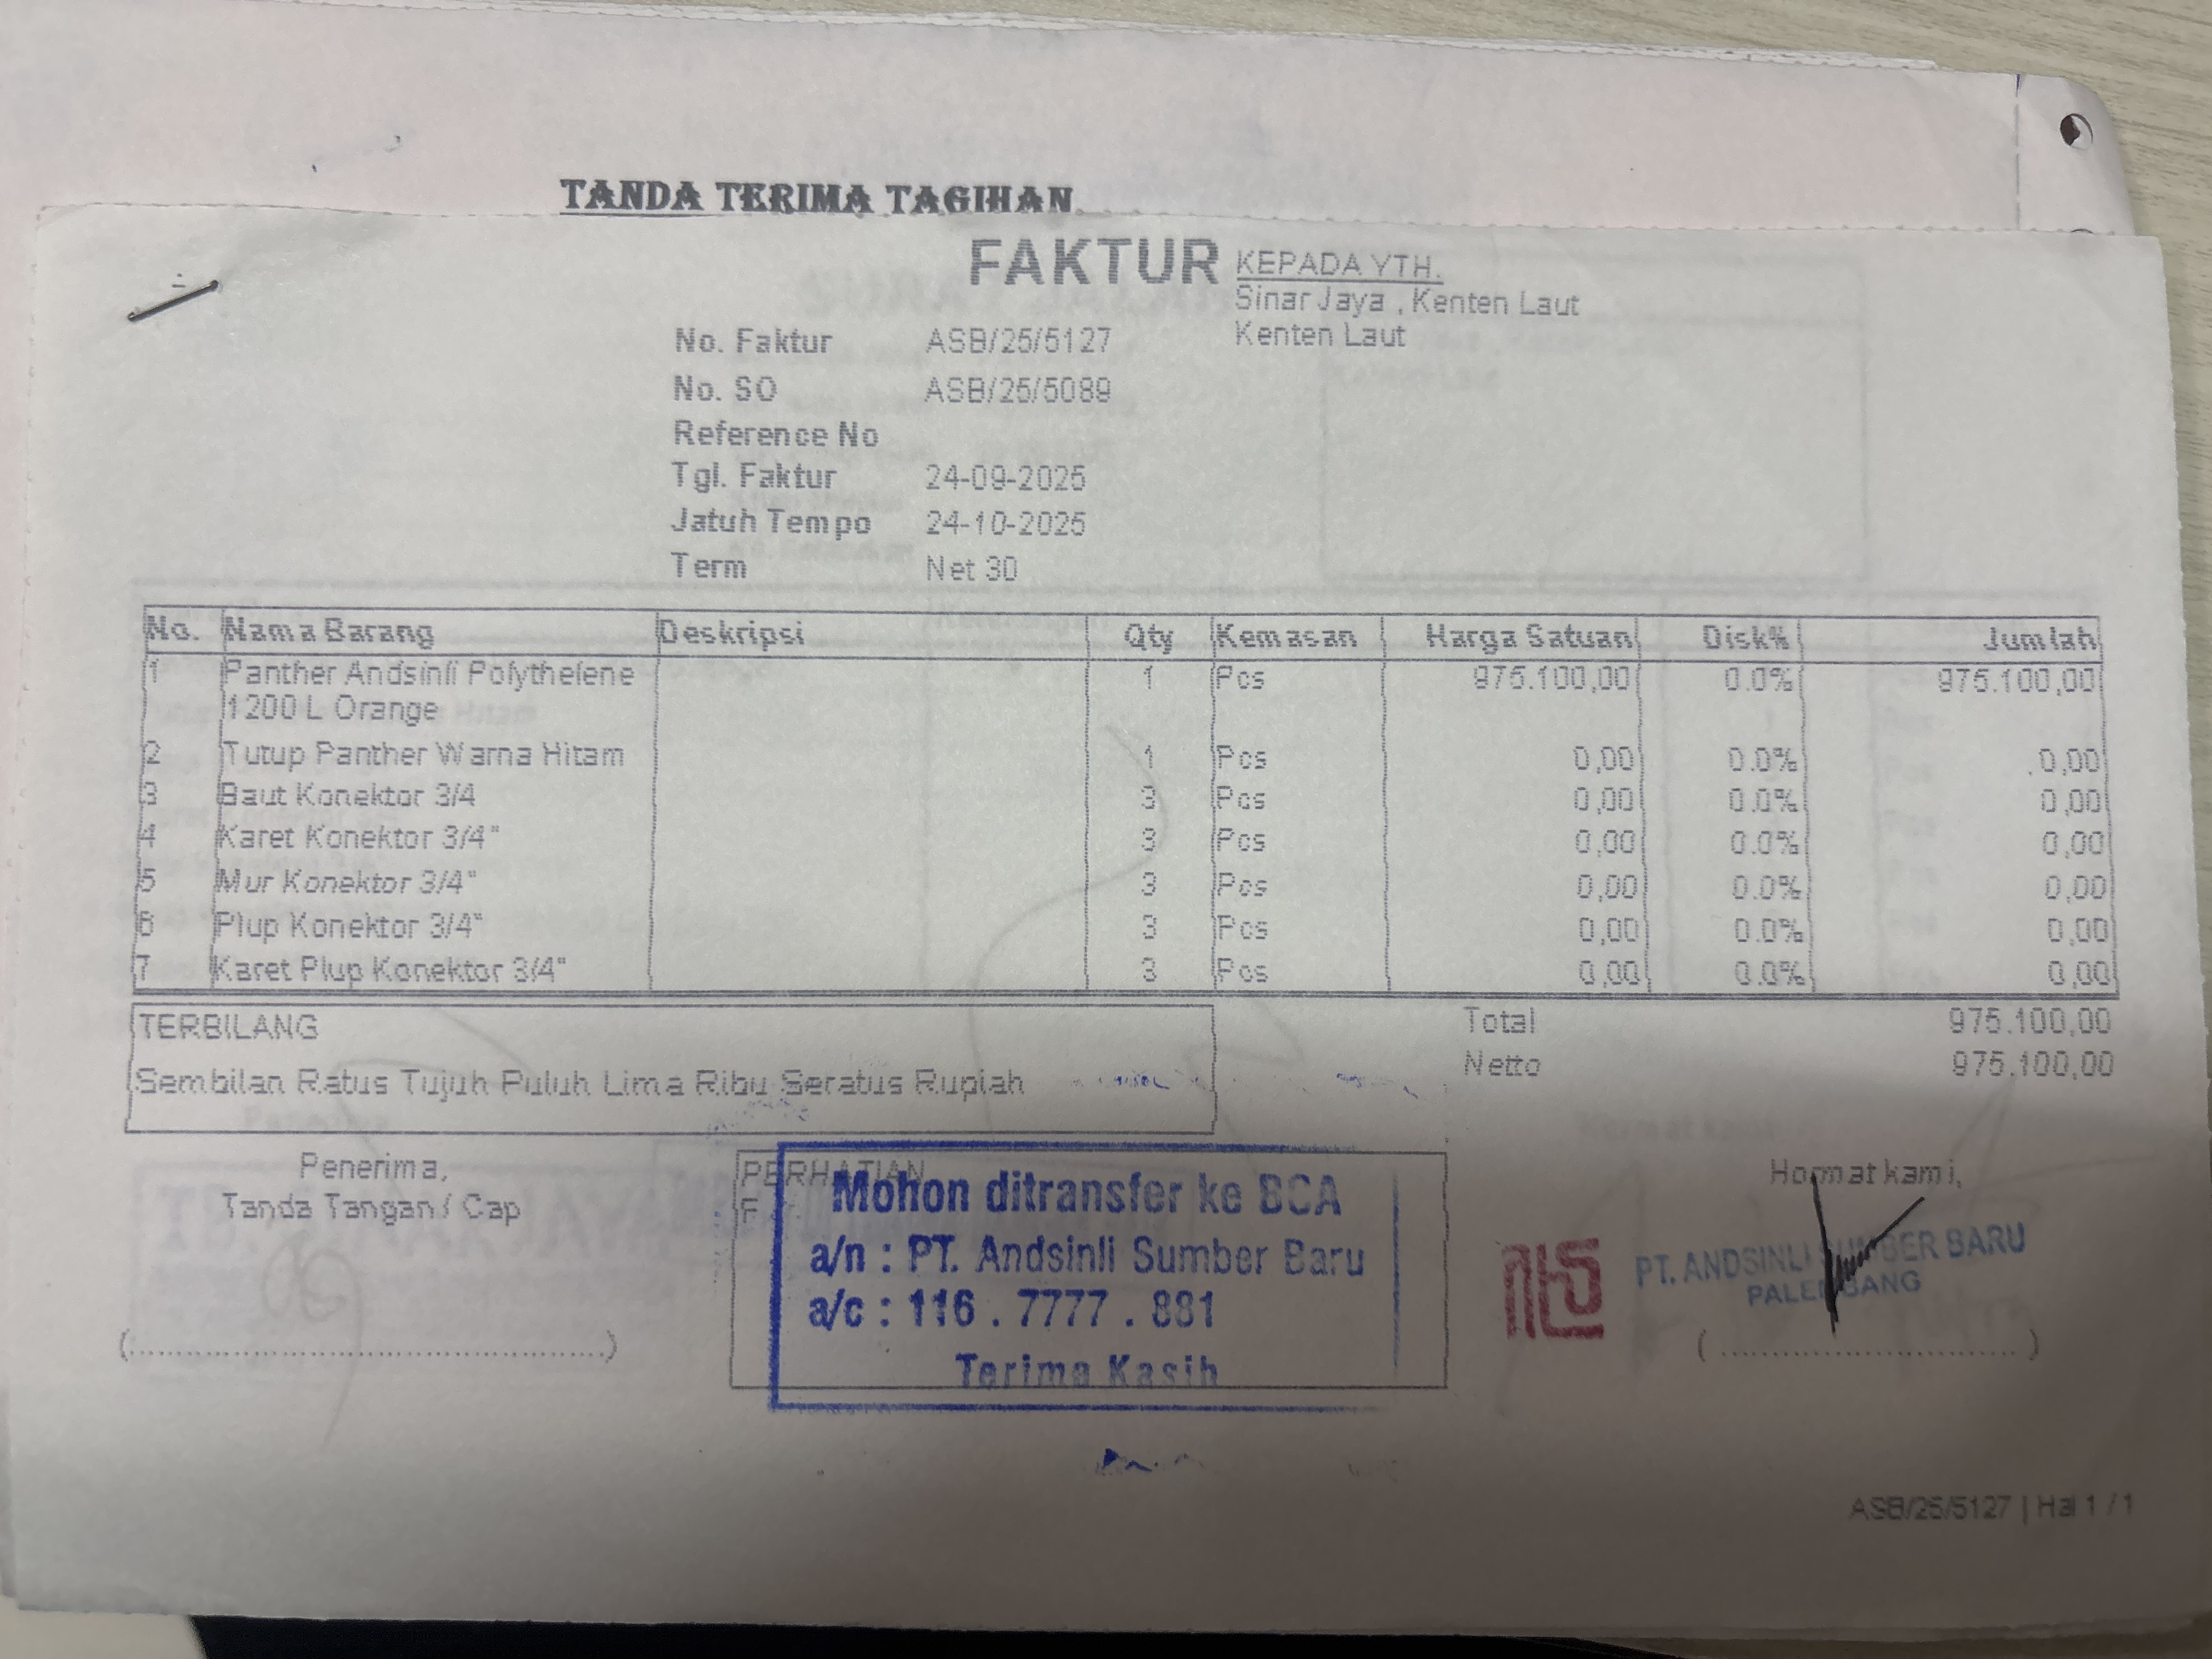 TANDA TERIMA TAGIHAN
FAKTUR
KEPADA YTH.
Sinar Jaya , Kenten Laut
Kenten Laut
No. Faktur ASB/25/5127
No. SO ASB/25/5089
Reference No
Tgl. Faktur 24-09-2025
Jatuh Tempo 24-10-2025
Term Net 30
No. Nama Barang Deskripsi Qty Kemasan Harga Satuan Disk% Jumlah
1 Panther Andsinli Polythelene 1 Pcs 975.100,00 0.0% 975.100,00
1200 L Orange
2 Tutup Panther Warna Hitam 1 Pcs 0,00 0.0% 0,00
3 Baut Konektor 3/4 3 Pcs 0,00 0.0% 0,00
4 Karet Konektor 3/4" 3 Pcs 0,00 0.0% 0,00
5 Mur Konektor 3/4" 3 Pcs 0,00 0.0% 0,00
6 Plup Konektor 3/4" 3 Pcs 0,00 0.0% 0,00
7 Karet Plup Konektor 3/4" 3 Pcs 0,00 0.0% 0,00
TERBILANG
Sembilan Ratus Tujuh Puluh Lima Ribu Seratus Rupiah
Total 975.100,00
Netto 975.100,00
Penerima,
Tanda Tangan / Cap
PERHATIAN
Mohon ditransfer ke BCA
a/n : PT. Andsinli Sumber Baru
a/c : 116 . 7777 . 881
Terima Kasih
Hormat kami,
PT. ANDSINLI SUMBER BARU
PALEMBANG
ASB/25/5127 | Hal 1 / 1